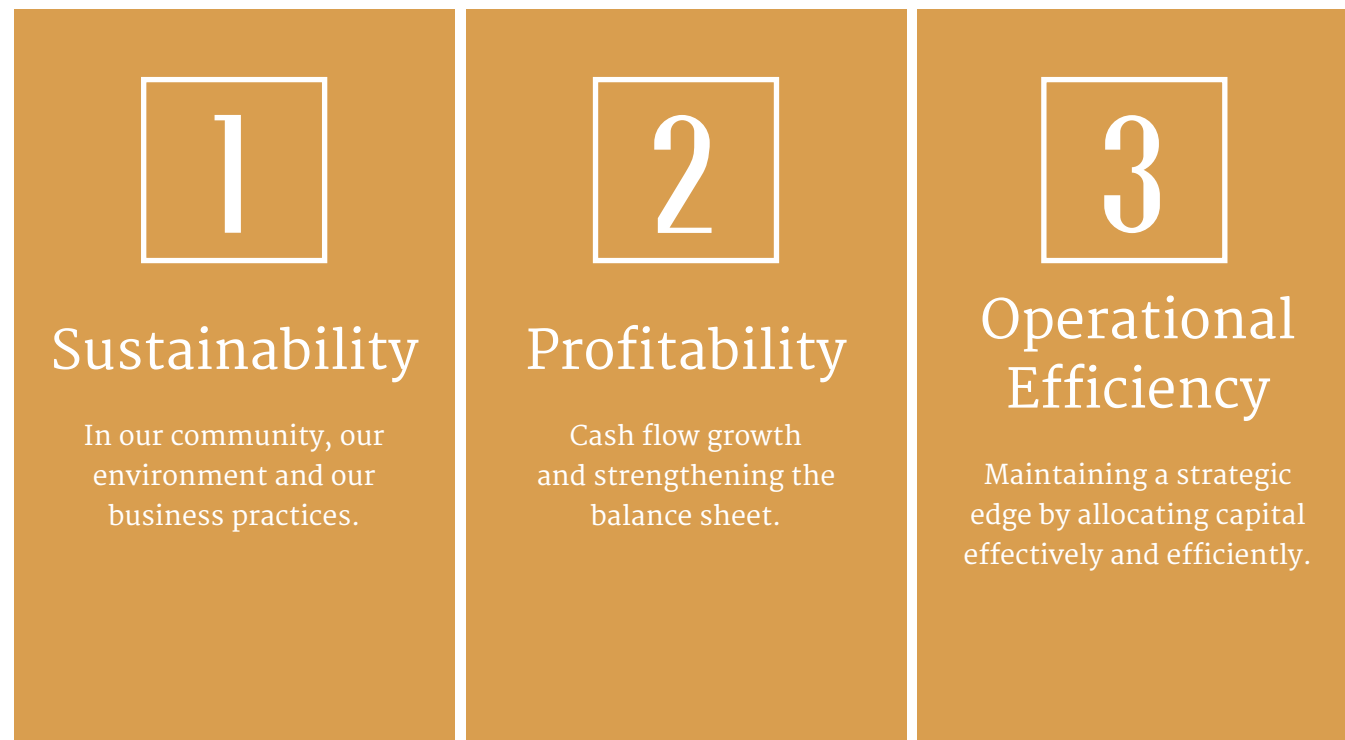 1
Sustainability
In our community, our
environment and our
business practices.
2
Profitability
Cash flow growth
and strengthening the
balance sheet.
3
Operational
Efficiency
Maintaining a strategic
edge by allocating capital
effectively and efficiently.